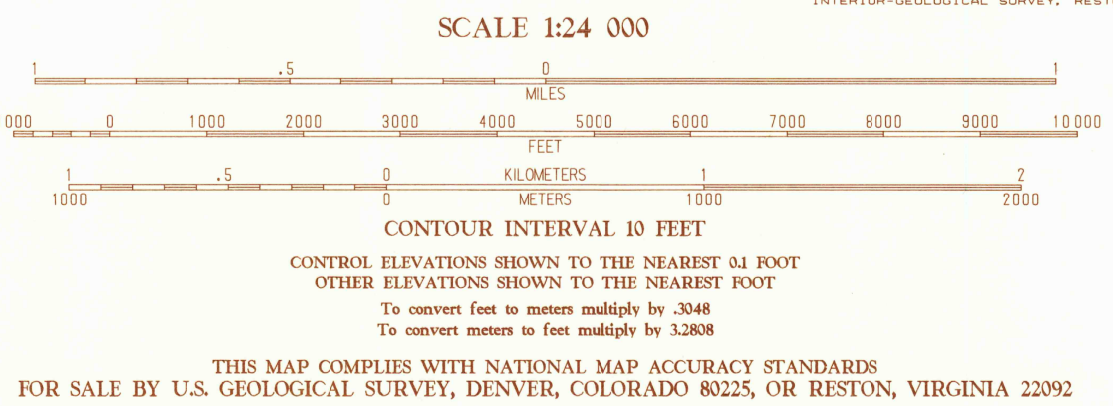 INTERIOR-GEOLOGICAL SURVEY, REST
SCALE 1:24 000
1 .5 0 1
MILES
000 0 1000 2000 3000 4000 5000 6000 7000 8000 9000 10 000
FEET
1 .5 0 KILOMETERS 1 2
1000 0 METERS 1000 2000
CONTOUR INTERVAL 10 FEET
CONTROL ELEVATIONS SHOWN TO THE NEAREST 0.1 FOOT
OTHER ELEVATIONS SHOWN TO THE NEAREST FOOT
To convert feet to meters multiply by .3048
To convert meters to feet multiply by 3.2808
THIS MAP COMPLIES WITH NATIONAL MAP ACCURACY STANDARDS
FOR SALE BY U.S. GEOLOGICAL SURVEY, DENVER, COLORADO 80225, OR RESTON, VIRGINIA 22092